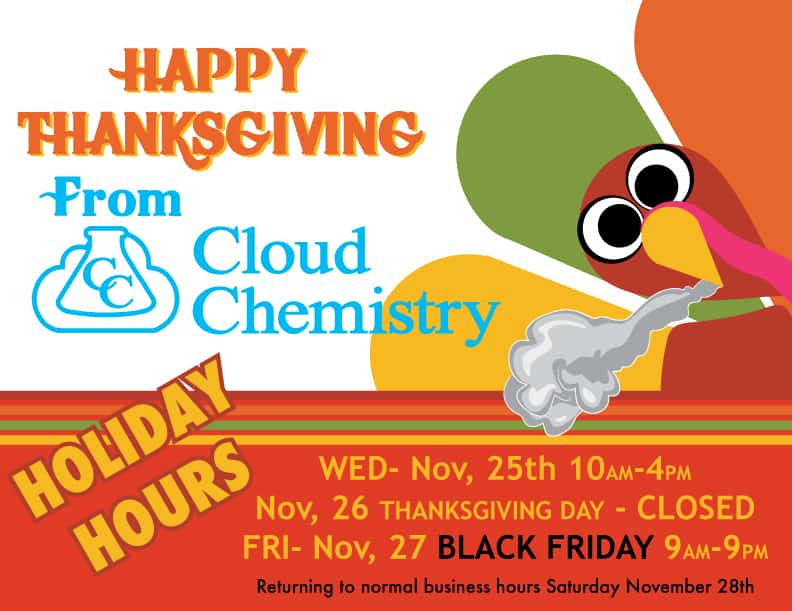 HAPPY
THANKSGIVING
From
CC
Cloud
Chemistry
HOLIDAY
HOURS
WED- Nov, 25th 10AM-4PM
Nov, 26 THANKSGIVING DAY - CLOSED
FRI- Nov, 27 BLACK FRIDAY 9AM-9PM
Returning to normal business hours Saturday November 28th